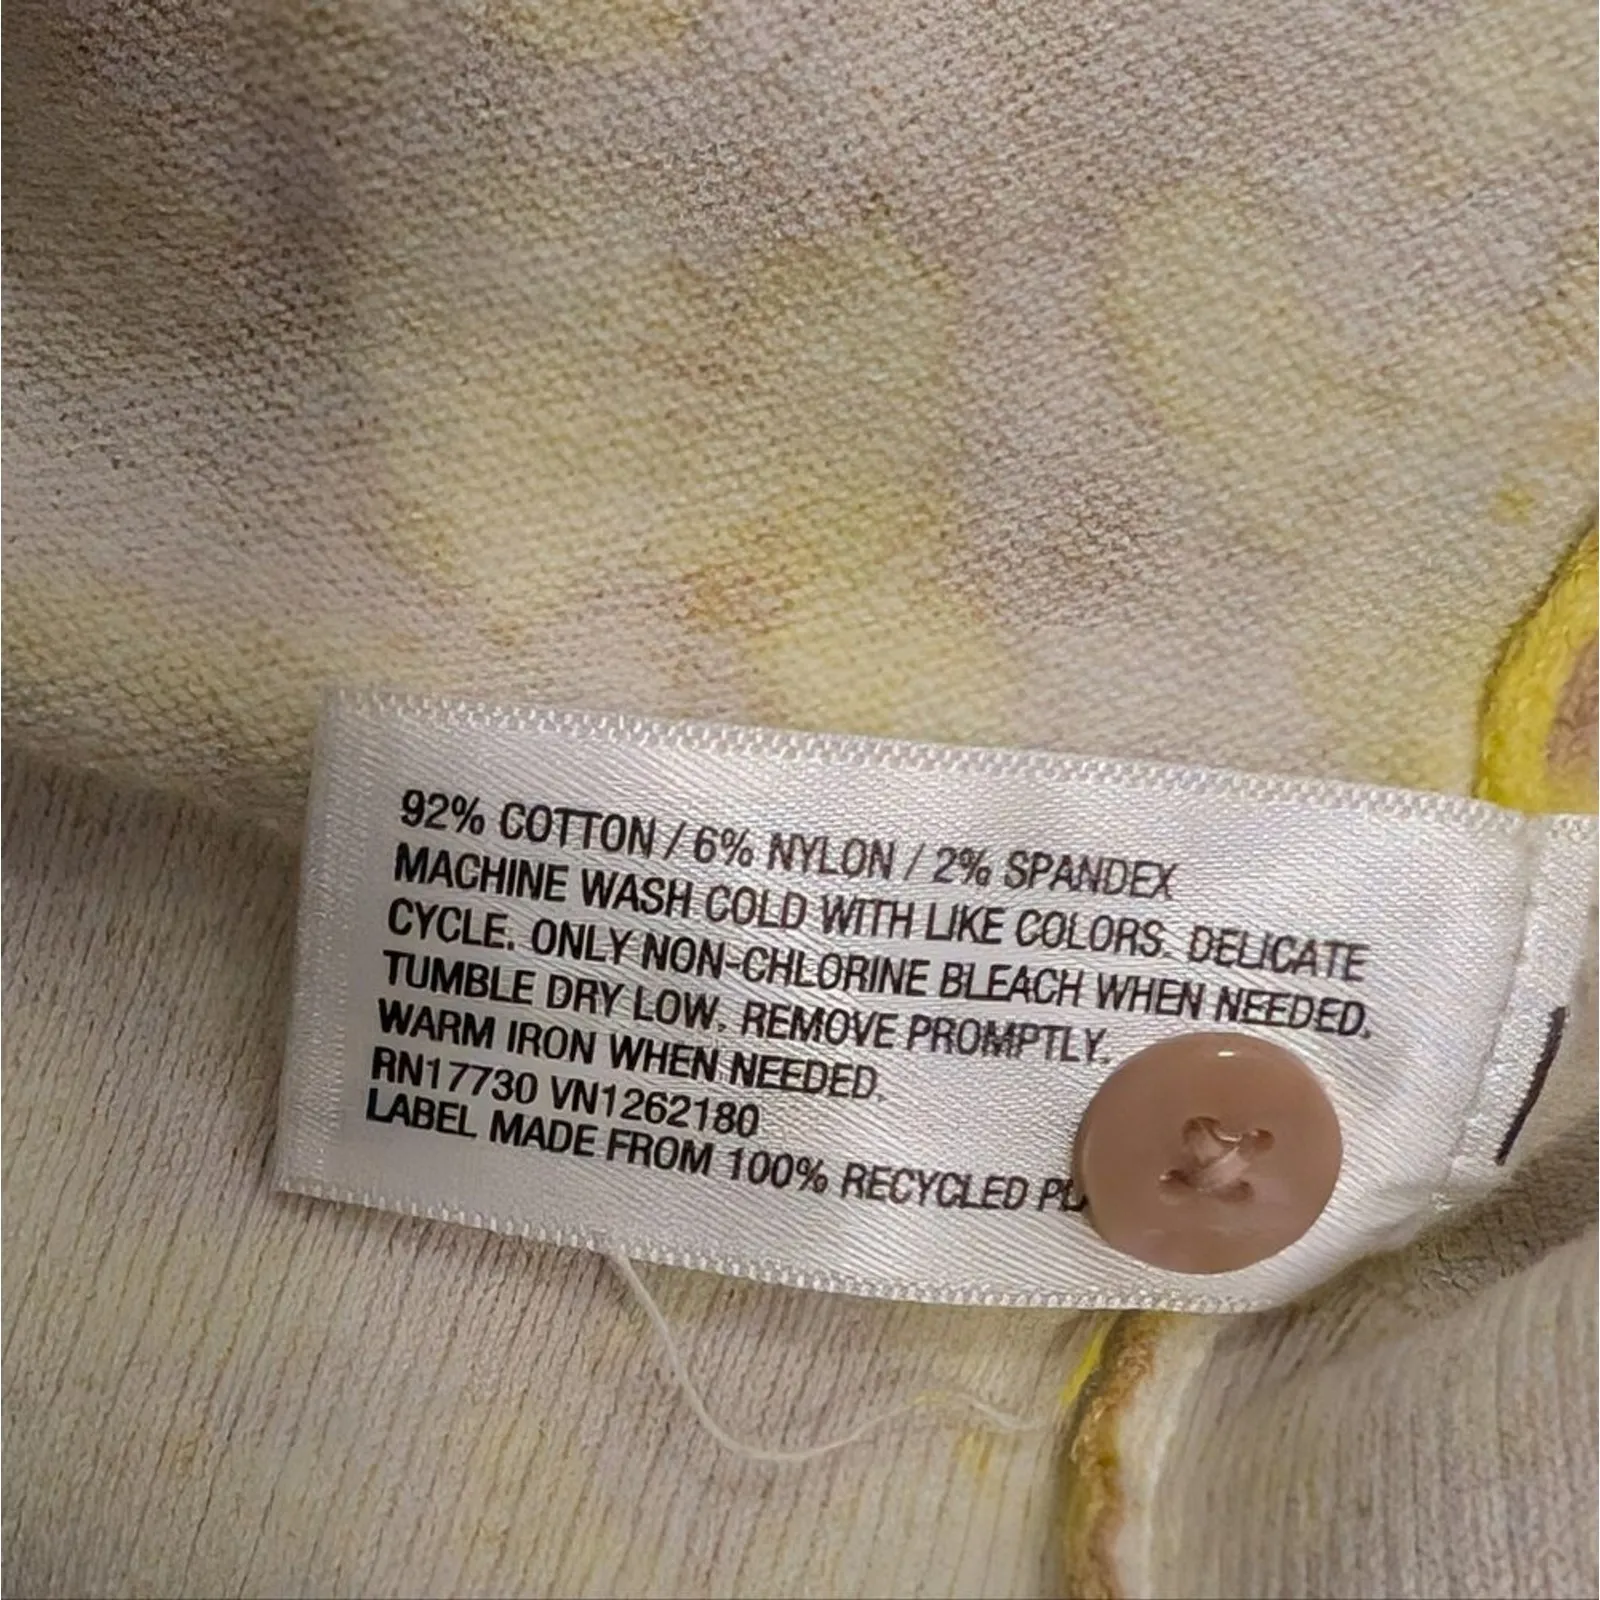 92% COTTON / 6% NYLON / 2% SPANDEX
MACHINE WASH COLD WITH LIKE COLORS. DELICATE
CYCLE. ONLY NON-CHLORINE BLEACH WHEN NEEDED.
TUMBLE DRY LOW. REMOVE PROMPTLY.
WARM IRON WHEN NEEDED.
RN17730 VN1262180
LABEL MADE FROM 100% RECYCLED